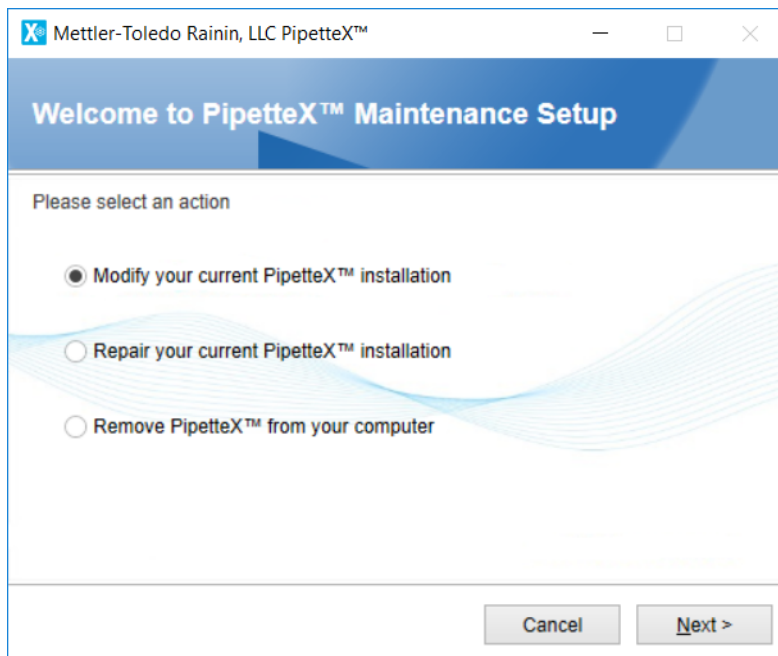 X®
Mettler-Toledo Rainin, LLC PipetteX™
Welcome to PipetteX™ Maintenance Setup
Please select an action
Modify your current PipetteX™ installation
Repair your current PipetteX™ installation
Remove PipetteX™ from your computer
Cancel
Next >